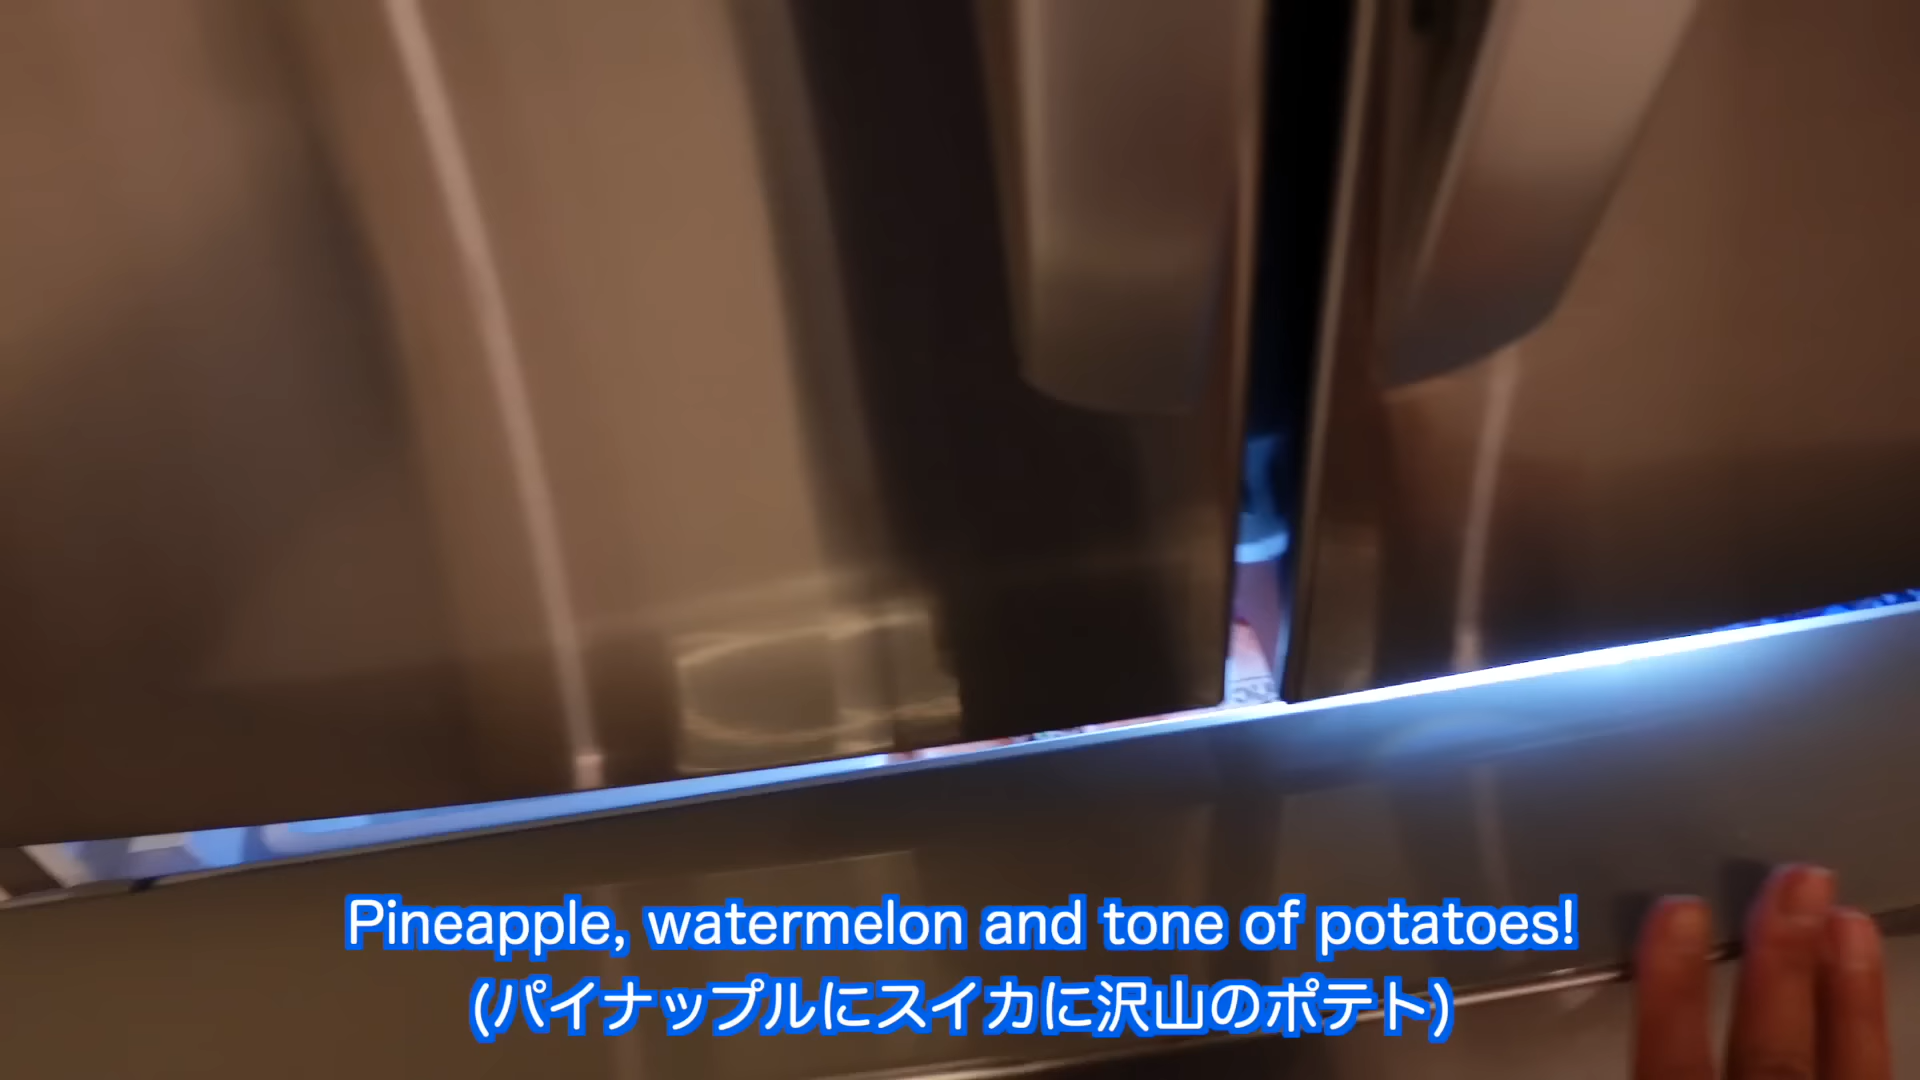 Pineapple, watermelon and tone of potatoes!
(パイナップルにスイカに沢山のポテト)